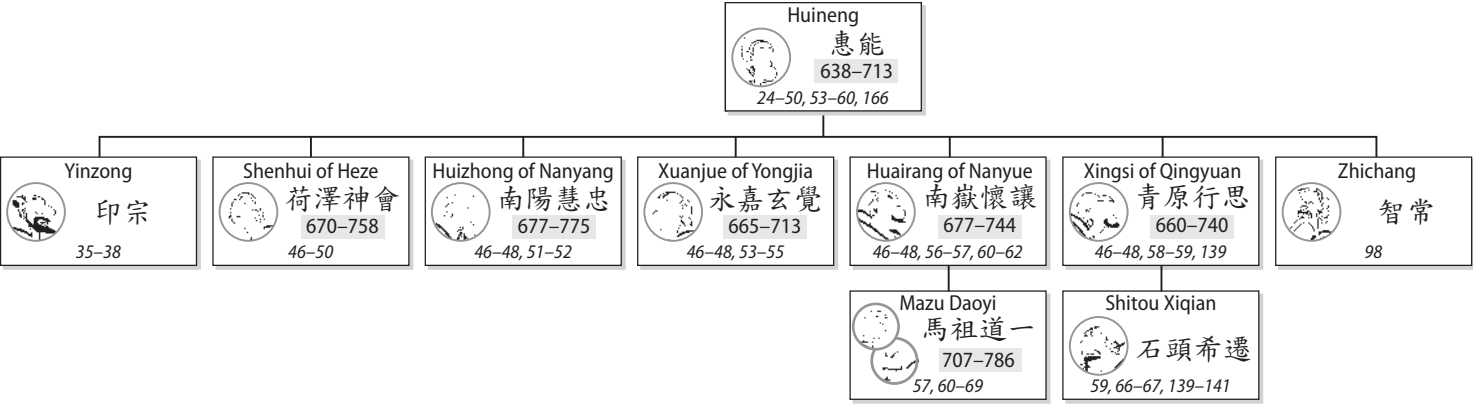 Huineng
惠能
638–713
24–50, 53–60, 166
Yinzong
印宗
35–38
Shenhui of Heze
荷澤神會
670–758
46–50
Huizhong of Nanyang
南陽慧忠
677–775
46–48, 51–52
Xuanjue of Yongjia
永嘉玄覺
665–713
46–48, 53–55
Huairang of Nanyue
南嶽懷讓
677–744
46–48, 56–57, 60–62
Xingsi of Qingyuan
青原行思
660–740
46–48, 58–59, 139
Zhichang
智常
98
Mazu Daoyi
馬祖道一
707–786
57, 60–69
Shitou Xiqian
石頭希遷
59, 66–67, 139–141